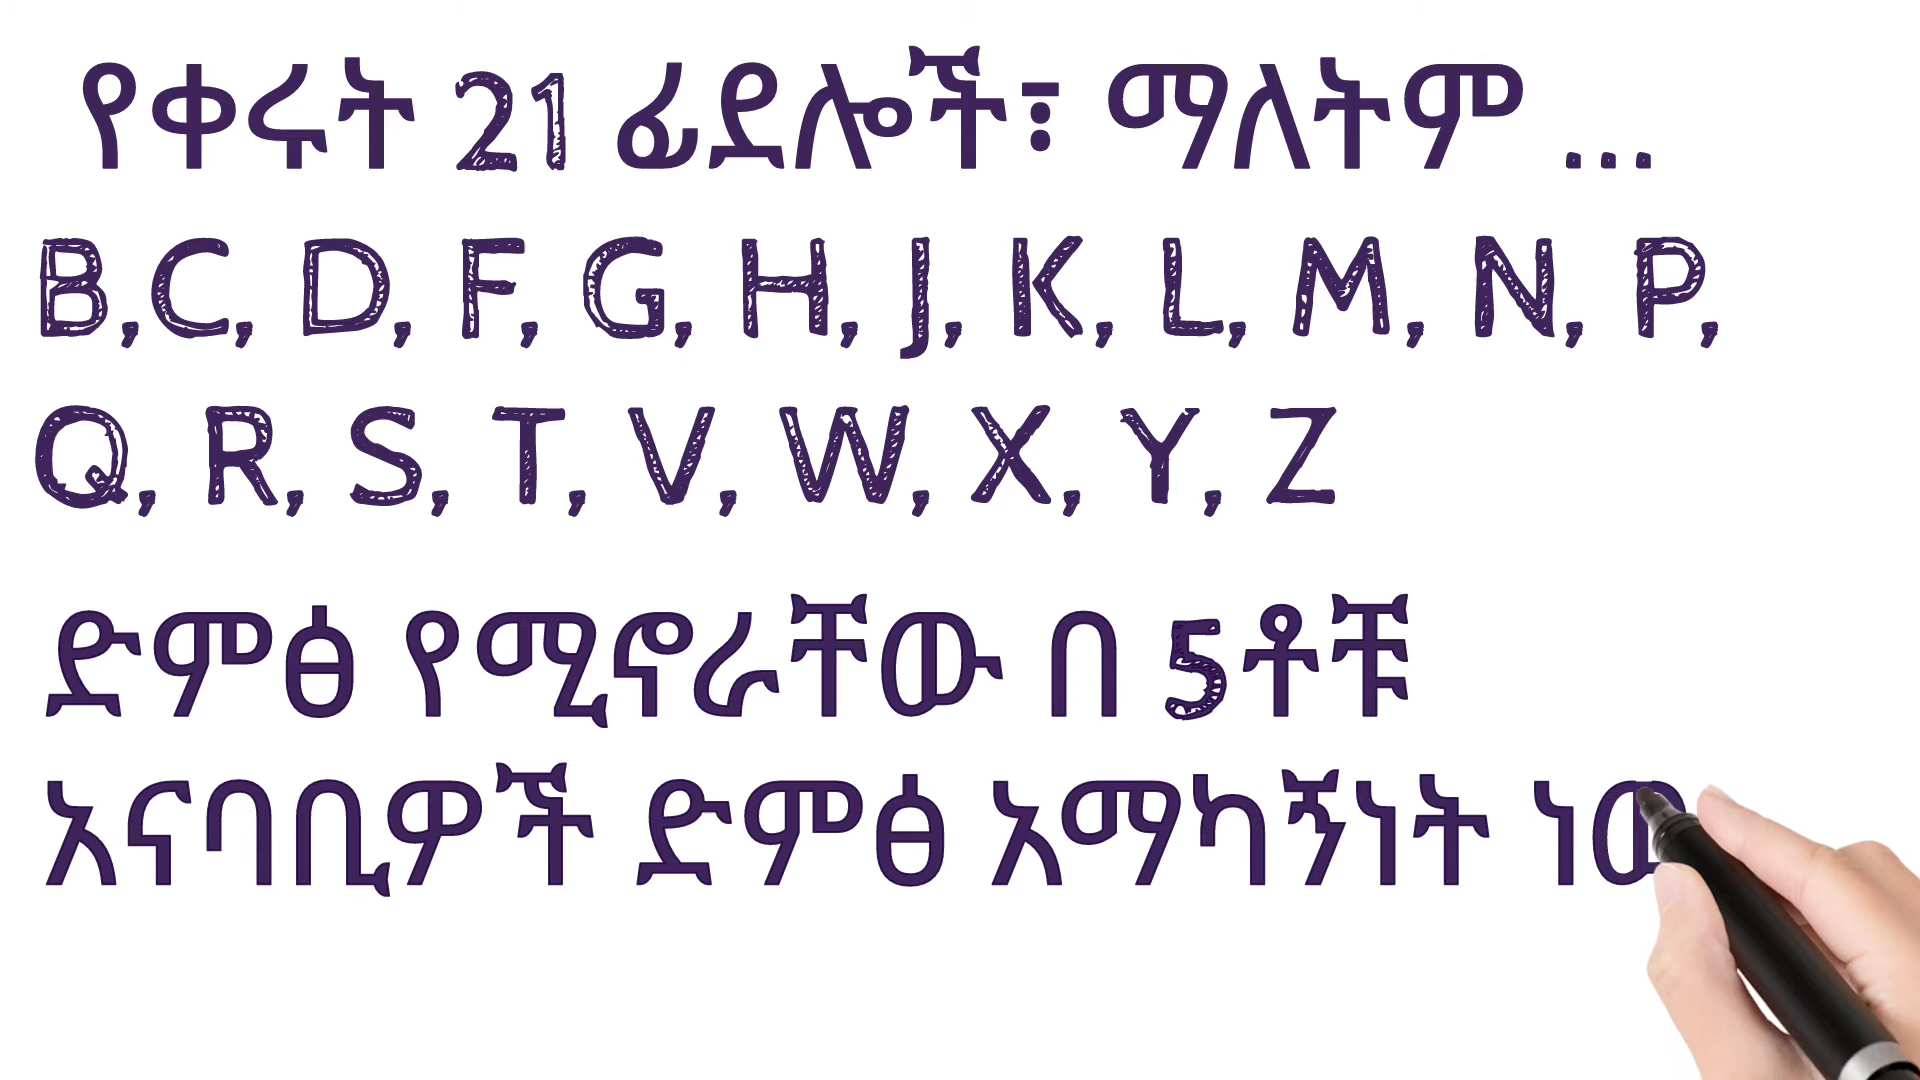 የቀሩት 21 ፊደሎች፣ ማለትም ...
B,C, D, F, G, H, J, K, L, M, N, P,
Q, R, S, T, V, W, X, Y, Z
ድምፅ የሚኖራቸው በ 5ቶቹ
አናባቢዎች ድምፅ አማካኝነት ነው